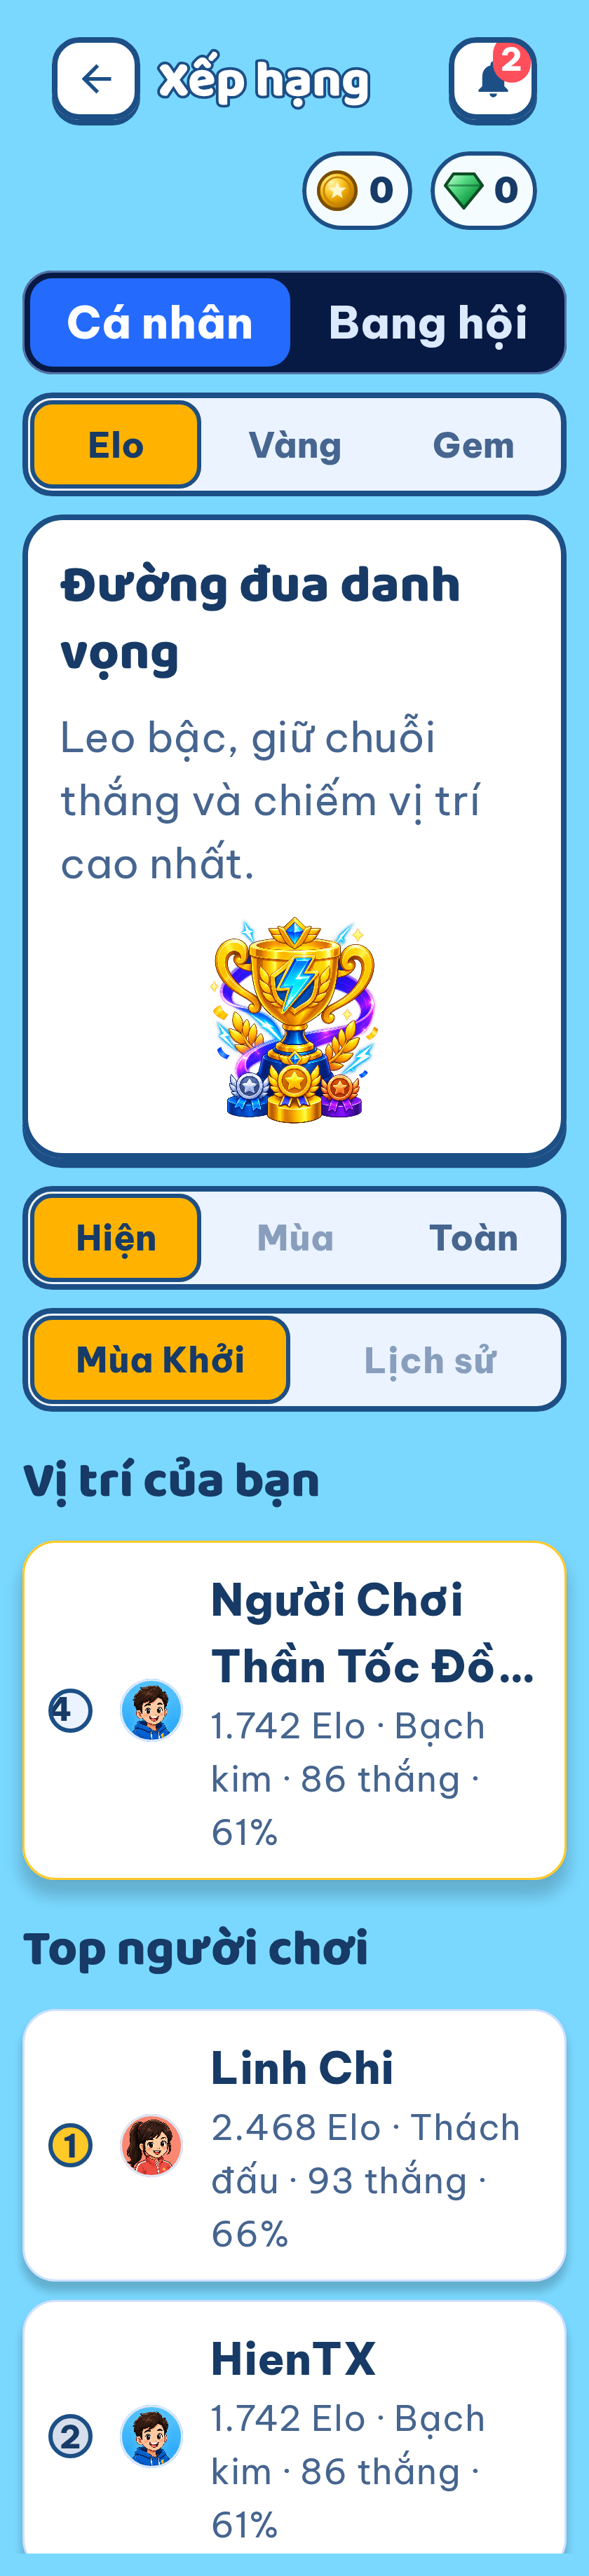 Xếp hạng
2
0 0
Cá nhân Bang hội
Elo Vàng Gem
Đường đua danh
vọng
Leo bậc, giữ chuỗi
thắng và chiếm vị trí
cao nhất.
Hiện Mùa Toàn
Mùa Khởi Lịch sử
Vị trí của bạn
4
Người Chơi
Thần Tốc Đồ...
1.742 Elo · Bạch
kim · 86 thắng ·
61%
Top người chơi
1
Linh Chi
2.468 Elo · Thách
đấu · 93 thắng ·
66%
2
HienTX
1.742 Elo · Bạch
kim · 86 thắng ·
61%